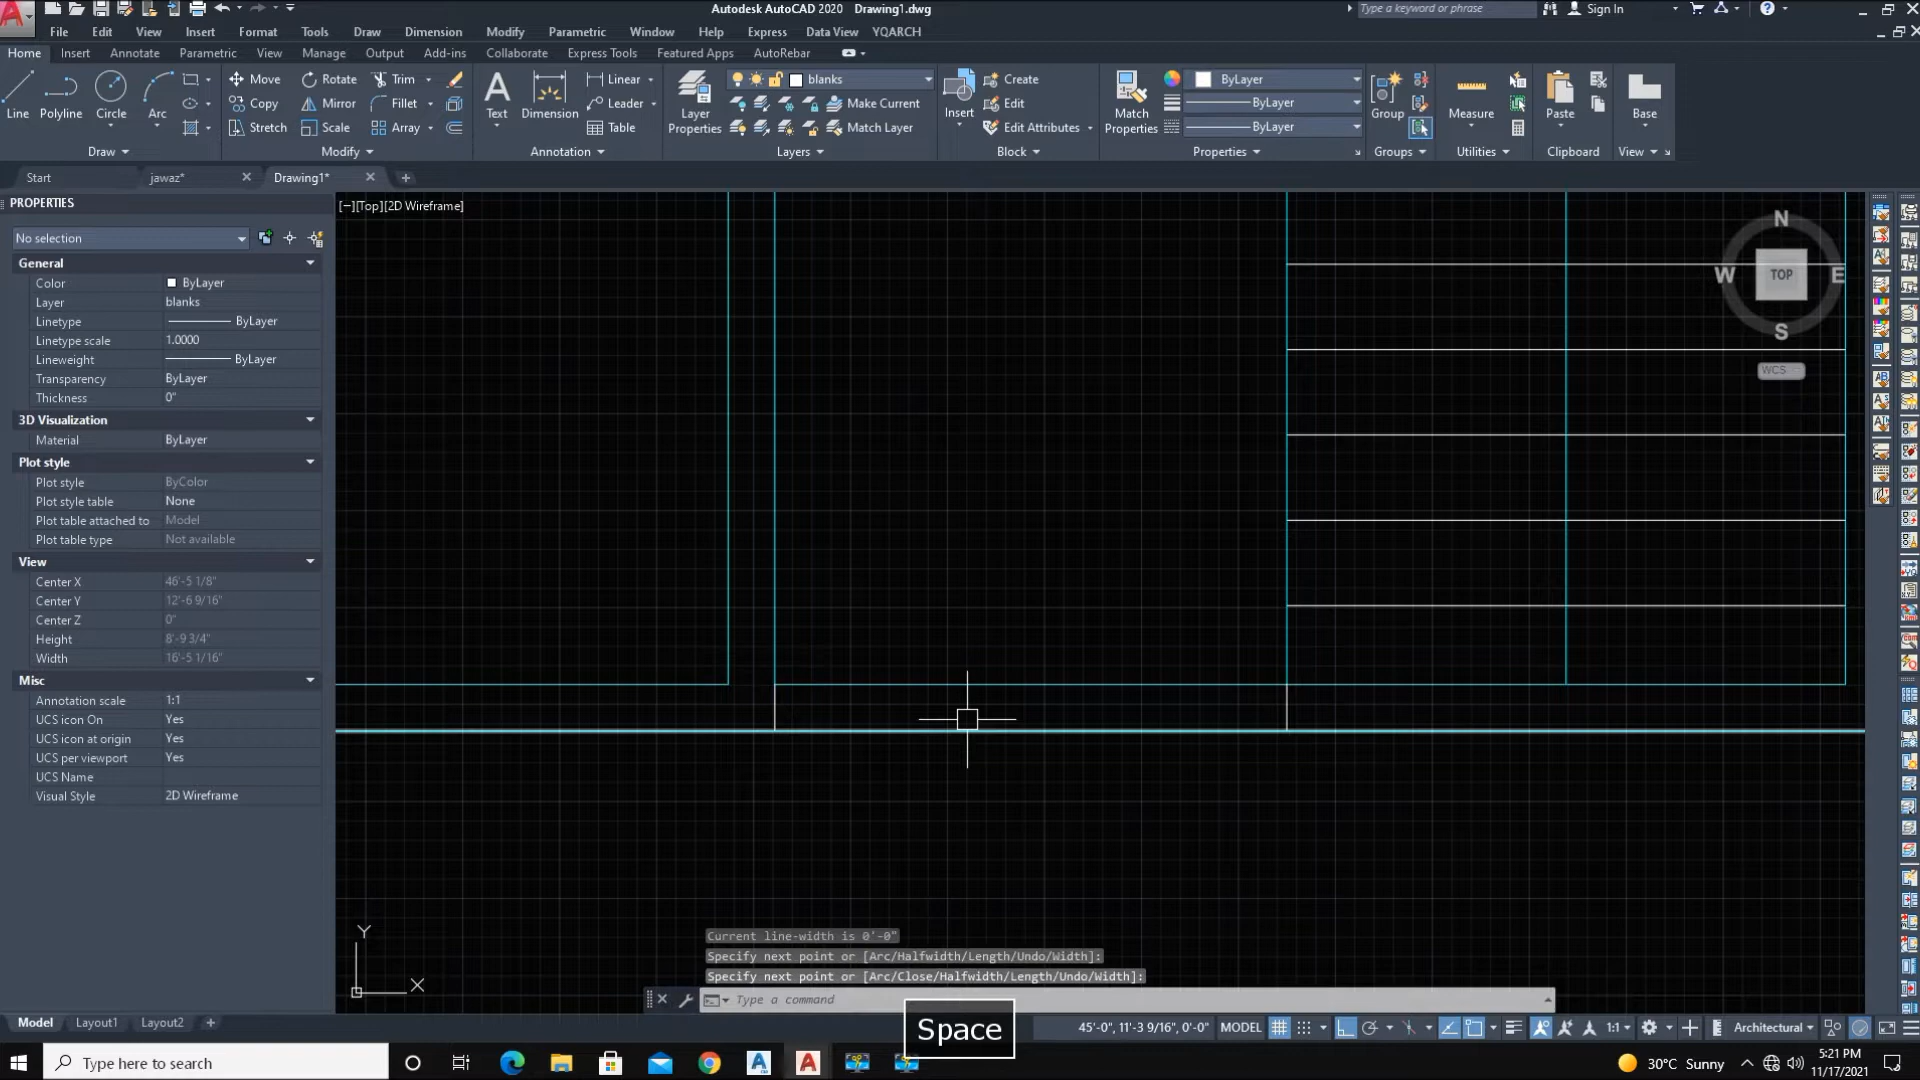 Autodesk AutoCAD 2020 Drawing1.dwg
Type a keyword or phrase
Sign In
File Edit View Insert Format Tools Draw Dimension Modify Parametric Window Help Express Data View YQARCH
Home Insert Annotate Parametric View Manage Output Add-ins Collaborate Express Tools Featured Apps AutoRebar
Line Polyline Circle Arc
Move Rotate Trim
Copy Mirror Fillet
Stretch Scale Array
Text Dimension
Linear
Leader
Table
Layer Properties
blanks
Make Current
Match Layer
Insert
Create
Edit
Edit Attributes
Match Properties
ByLayer
ByLayer
ByLayer
Group
Measure
Paste
Base
Draw Modify Annotation Layers Block Properties Groups Utilities Clipboard View
Start jawaz* Drawing1*
PROPERTIES
[−][Top][2D Wireframe]
No selection
General
Color ByLayer
Layer blanks
Linetype ByLayer
Linetype scale 1.0000
Lineweight ByLayer
Transparency ByLayer
Thickness 0"
3D Visualization
Material ByLayer
Plot style
Plot style ByColor
Plot style table None
Plot table attached to Model
Plot table type Not available
View
Center X 46'-5 1/8"
Center Y 12'-6 9/16"
Center Z 0"
Height 8'-9 3/4"
Width 16'-5 1/16"
Misc
Annotation scale 1:1
UCS icon On Yes
UCS icon at origin Yes
UCS per viewport Yes
UCS Name
Visual Style 2D Wireframe
N
W TOP E
S
WCS
Y
X
Current line-width is 0'-0"
Specify next point or [Arc/Halfwidth/Length/Undo/Width]:
Specify next point or [Arc/Close/Halfwidth/Length/Undo/Width]:
Type a command
Space
Model Layout1 Layout2
45'-0", 11'-3 9/16", 0'-0" MODEL 1:1 Architectural
Type here to search
30°C Sunny
5:21 PM
11/17/2021